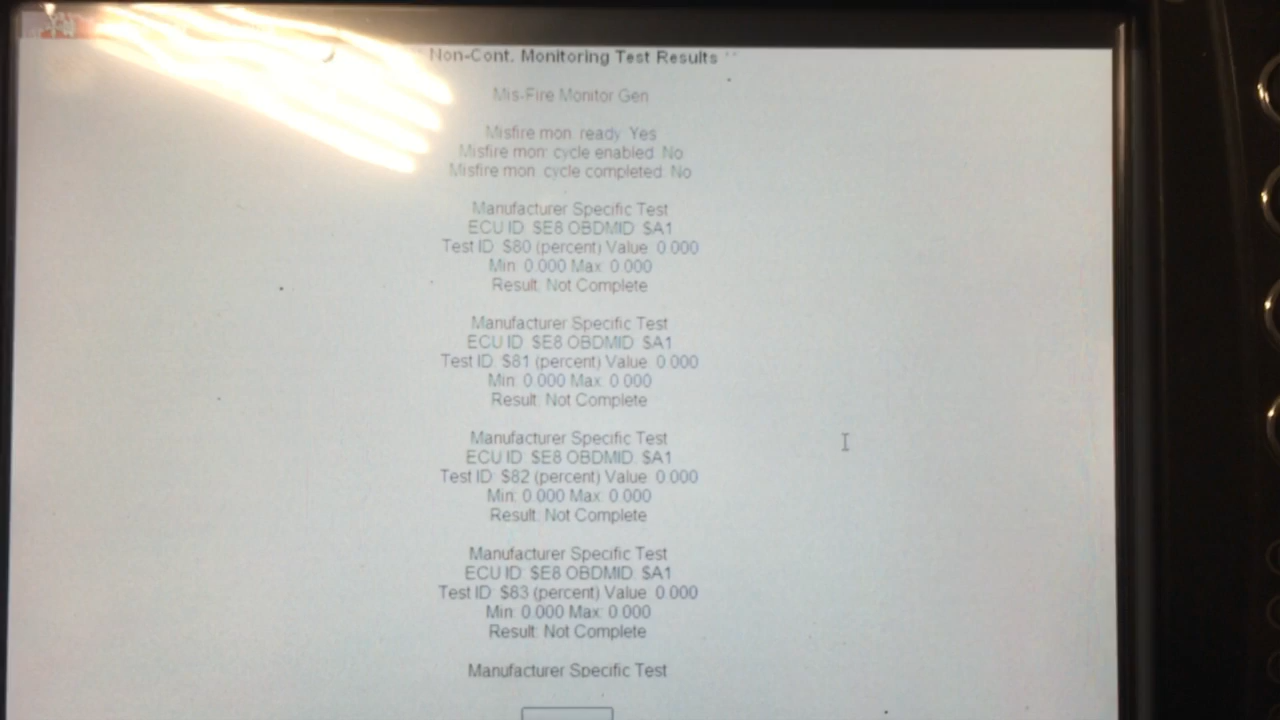 ** Non-Cont. Monitoring Test Results **
Mis-Fire Monitor Gen
Misfire mon. ready: Yes
Misfire mon. cycle enabled: No
Misfire mon. cycle completed: No
Manufacturer Specific Test
ECU ID: $E8 OBDMID: $A1
Test ID: $80 (percent) Value: 0.000
Min: 0.000 Max: 0.000
Result: Not Complete
Manufacturer Specific Test
ECU ID: $E8 OBDMID: $A1
Test ID: $81 (percent) Value: 0.000
Min: 0.000 Max: 0.000
Result: Not Complete
Manufacturer Specific Test
ECU ID: $E8 OBDMID: $A1
Test ID: $82 (percent) Value: 0.000
Min: 0.000 Max: 0.000
Result: Not Complete
Manufacturer Specific Test
ECU ID: $E8 OBDMID: $A1
Test ID: $83 (percent) Value: 0.000
Min: 0.000 Max: 0.000
Result: Not Complete
Manufacturer Specific Test